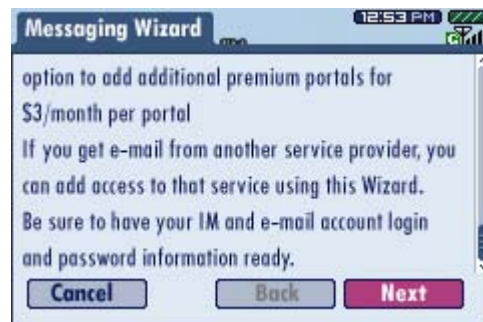 Messaging Wizard
12:53 PM
option to add additional premium portals for
$3/month per portal
If you get e-mail from another service provider, you
can add access to that service using this Wizard.
Be sure to have your IM and e-mail account login
and password information ready.
Cancel Back Next